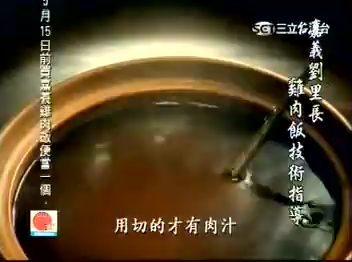 SET三立台灣台
嘉義劉里長
雞肉飯技術指導
5月15日前買嘉義雞肉飯便當一個，
用切的才有肉汁